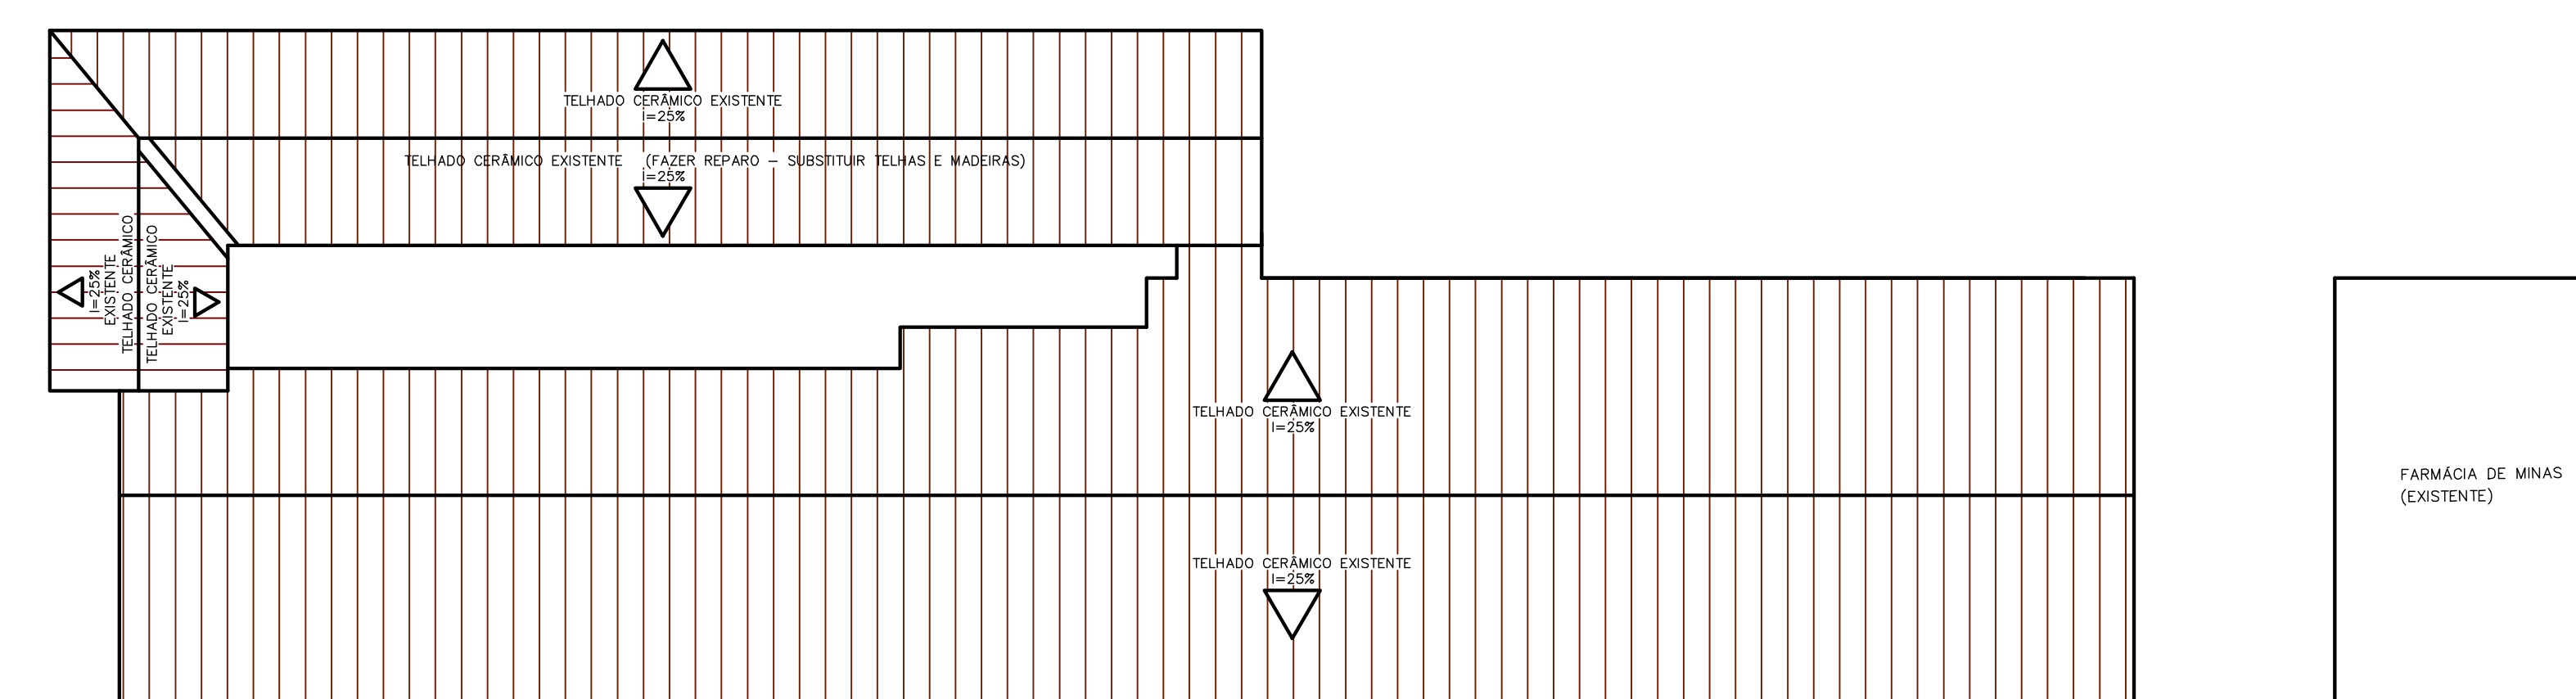 TELHADO CERÂMICO EXISTENTE
i=25%
TELHADO CERÂMICO EXISTENTE (FAZER REPARO – SUBSTITUIR TELHAS E MADEIRAS)
i=25%
TELHADO CERÂMICO
EXISTENTE
i=25%
TELHADO CERÂMICO
EXISTENTE
i=25%
TELHADO CERÂMICO EXISTENTE
i=25%
TELHADO CERÂMICO EXISTENTE
i=25%
FARMÁCIA DE MINAS
(EXISTENTE)